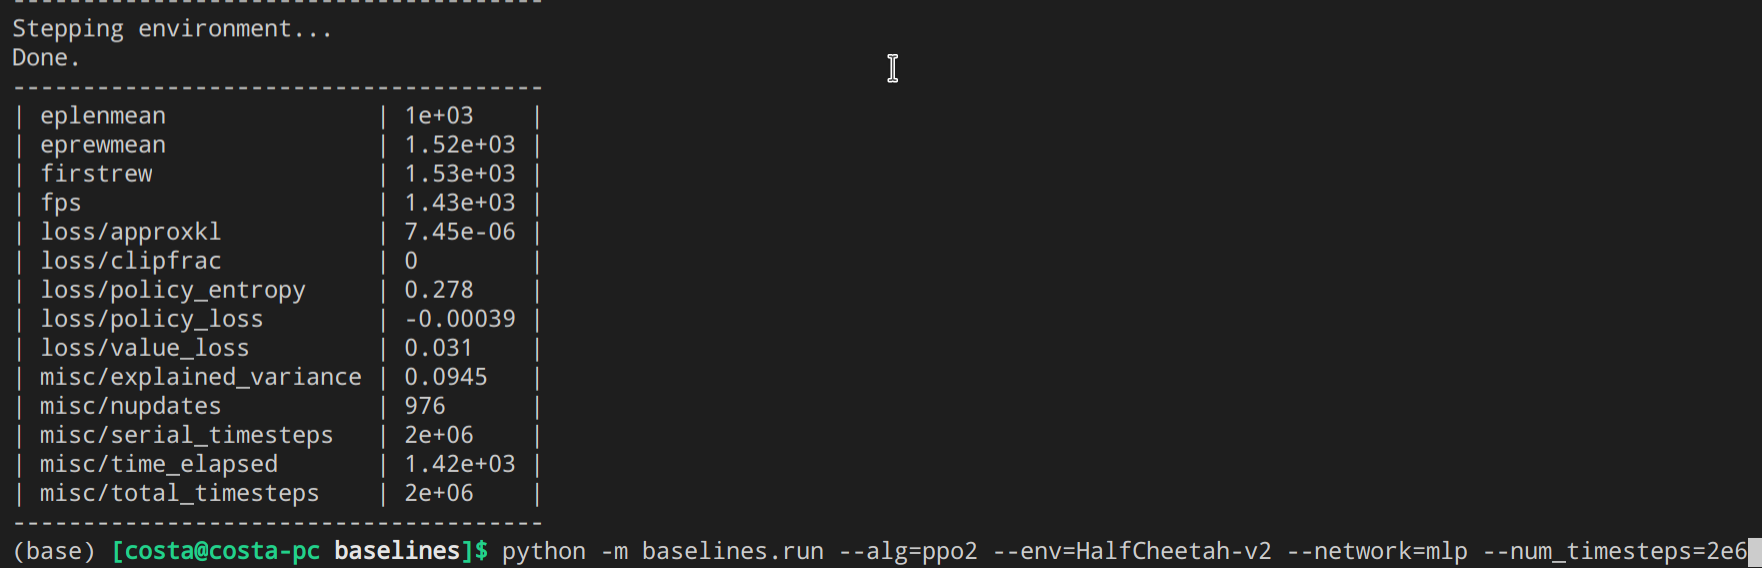 ---------------------------------------
Stepping environment...
Done.
---------------------------------------
| eplenmean               | 1e+03    |
| eprewmean               | 1.52e+03 |
| firstrew                | 1.53e+03 |
| fps                     | 1.43e+03 |
| loss/approxkl           | 7.45e-06 |
| loss/clipfrac           | 0        |
| loss/policy_entropy     | 0.278    |
| loss/policy_loss        | -0.00039 |
| loss/value_loss         | 0.031    |
| misc/explained_variance | 0.0945   |
| misc/nupdates           | 976      |
| misc/serial_timesteps   | 2e+06    |
| misc/time_elapsed       | 1.42e+03 |
| misc/total_timesteps    | 2e+06    |
---------------------------------------
(base) [costa@costa-pc baselines]$ python -m baselines.run --alg=ppo2 --env=HalfCheetah-v2 --network=mlp --num_timesteps=2e6